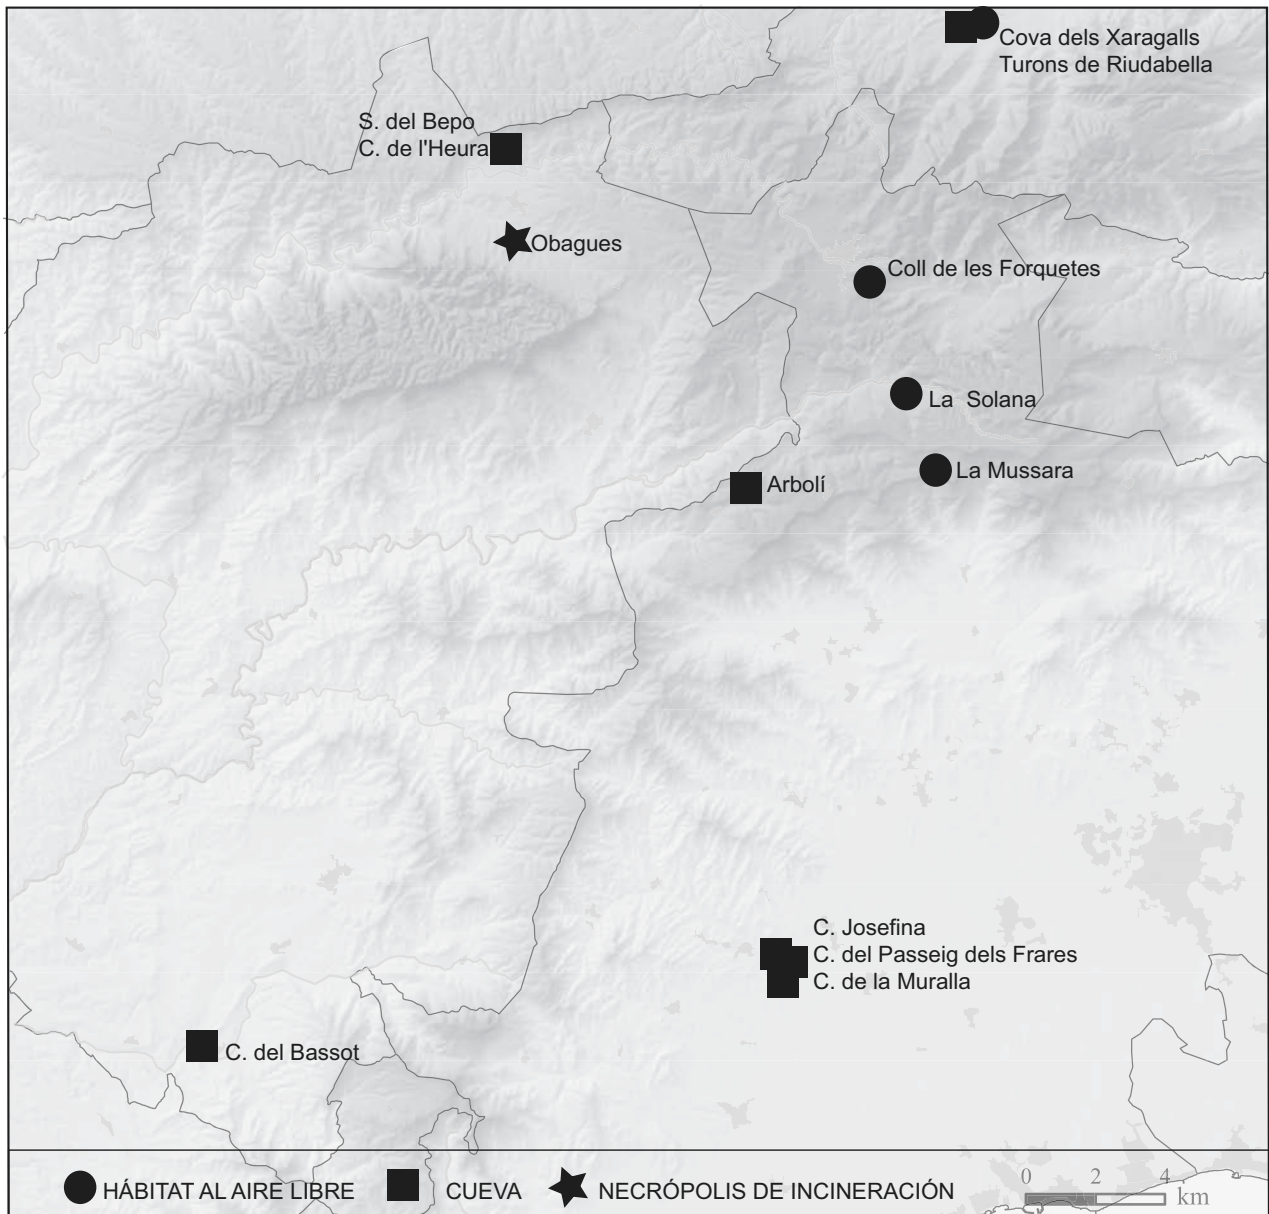 Cova dels Xaragalls
Turons de Riudabella
S. del Bepo
C. de l'Heura
Obagues
Coll de les Forquetes
La Solana
La Mussara
Arbolí
C. Josefina
C. del Passeig dels Frares
C. de la Muralla
C. del Bassot
HÁBITAT AL AIRE LIBRE
CUEVA
NECRÓPOLIS DE INCINERACIÓN
0 2 4
km